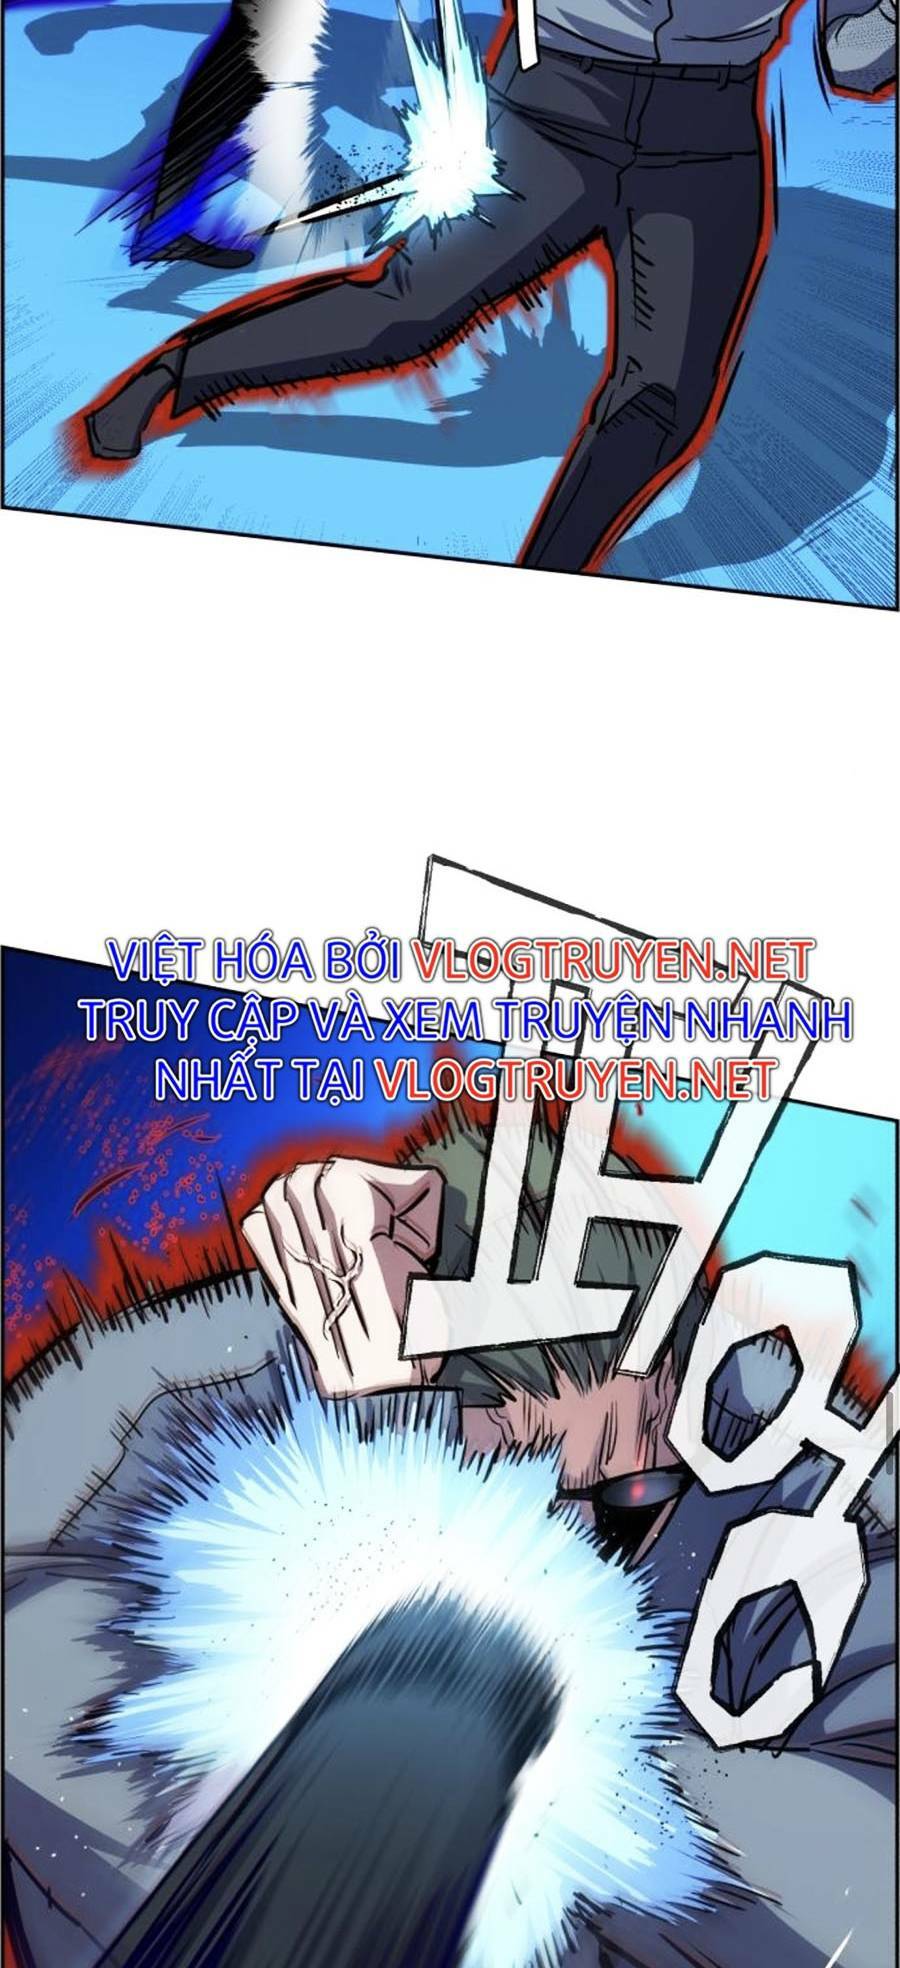 VIỆT HÓA BỞI VLOGTRUYEN.NET
TRUY CẬP VÀ XEM TRUYỆN NHANH
NHẤT TẠI VLOGTRUYEN.NET